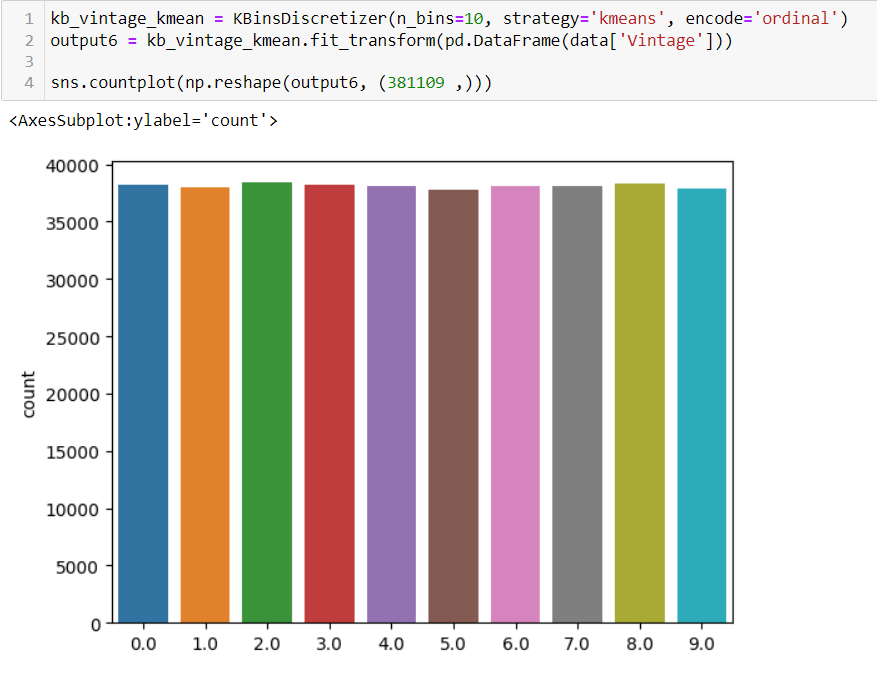 1 kb_vintage_kmean = KBinsDiscretizer(n_bins=10, strategy='kmeans', encode='ordinal')
2 output6 = kb_vintage_kmean.fit_transform(pd.DataFrame(data['Vintage']))
3
4 sns.countplot(np.reshape(output6, (381109 ,)))
<AxesSubplot:ylabel='count'>
40000
35000
30000
25000
20000
15000
10000
5000
0
count
0.0 1.0 2.0 3.0 4.0 5.0 6.0 7.0 8.0 9.0